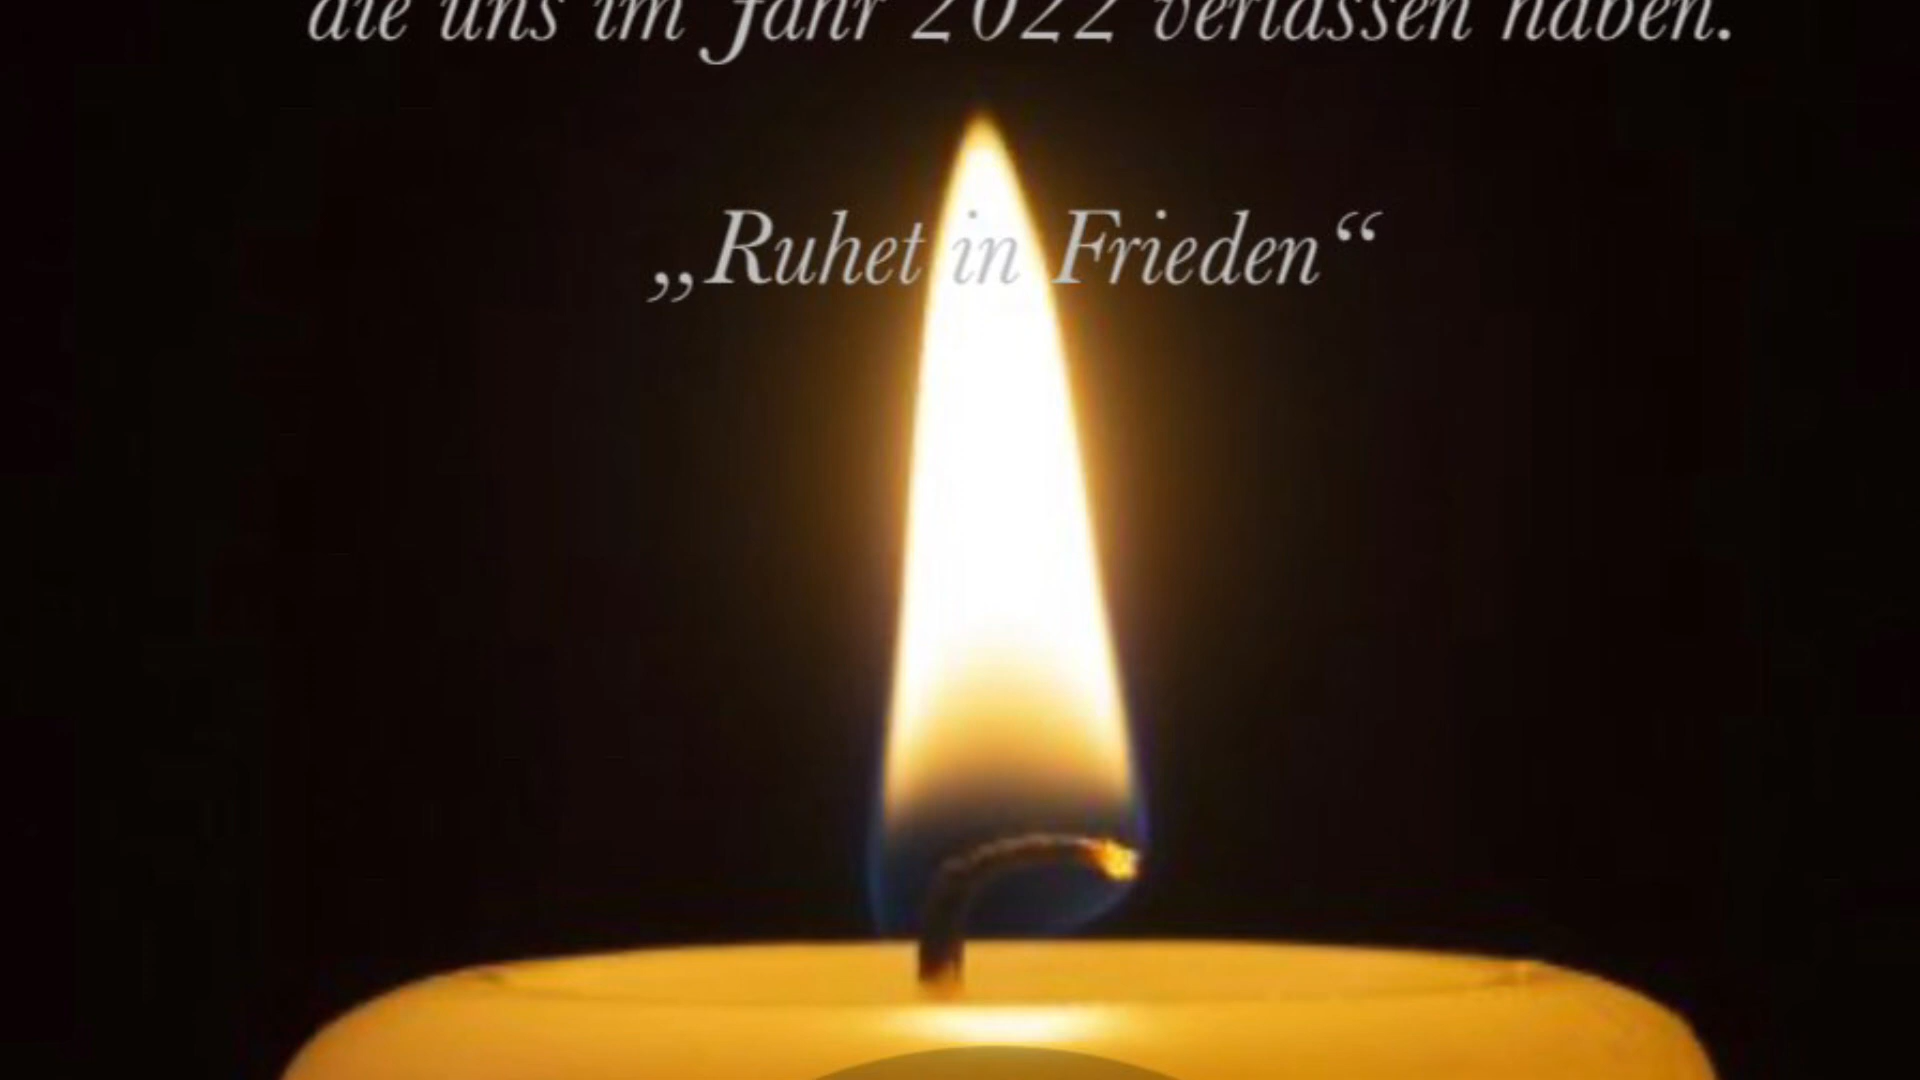 die uns im Jahr 2022 verlassen haben.
„Ruhet in Frieden“